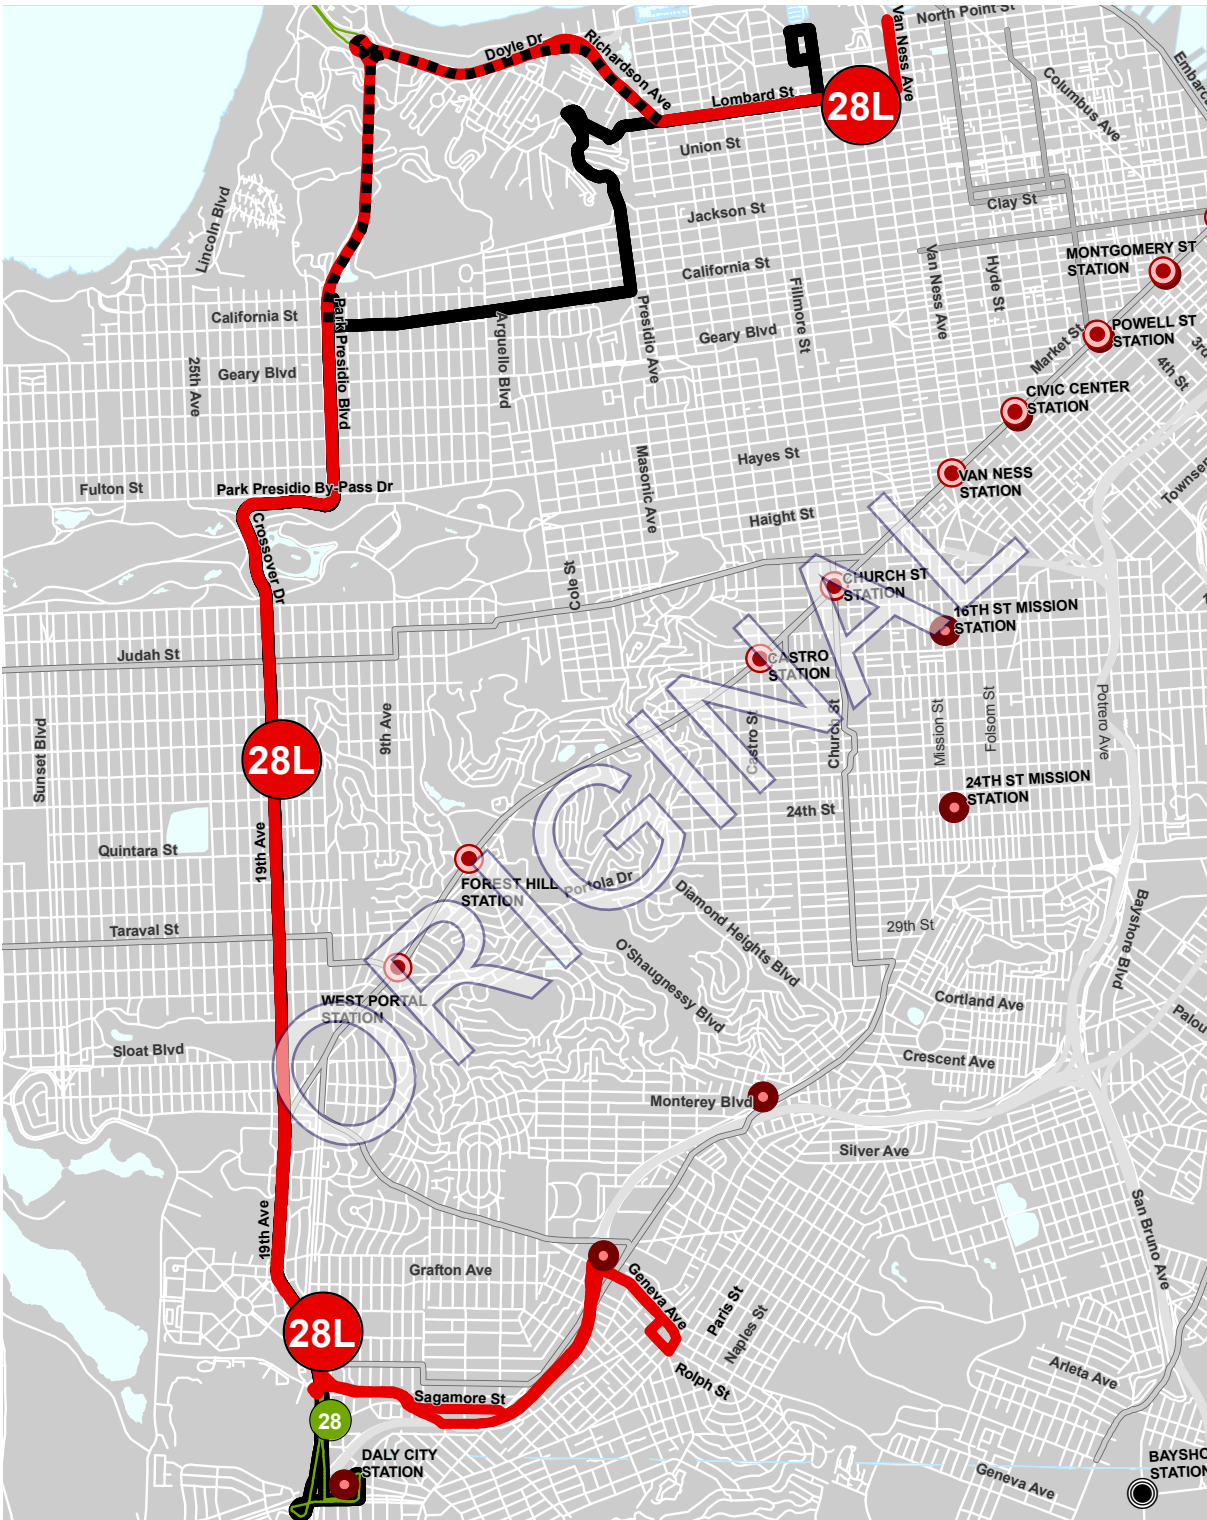 Van Ness Ave
North Point St
Doyle Dr
Richardson Ave
Columbus Ave
Lombard St
28L
Union St
Clay St
Jackson St
Lincoln Blvd
California St
Van Ness Ave
Hyde St
MONTGOMERY ST
STATION
Fillmore St
California St
Park Presidio Blvd
Arguello Blvd
Presidio Ave
Geary Blvd
Market St
POWELL ST
STATION
3rd
4th St
25th Ave
Geary Blvd
CIVIC CENTER
STATION
Masonic Ave
Hayes St
Fulton St
Park Presidio By-Pass Dr
VAN NESS
STATION
Haight St
Crossover Dr
Cole St
CHURCH ST
STATION
16TH ST MISSION
STATION
Judah St
CASTRO
STATION
ORIGINAL
Sunset Blvd
9th Ave
Castro St
Church St
Mission St
Folsom St
Potrero Ave
28L
24TH ST MISSION
STATION
24th St
19th Ave
Quintara St
FOREST HILL
STATION
Portola Dr
Diamond Heights Blvd
Bayshore Blvd
Taraval St
29th St
O'Shaugnessy Blvd
WEST PORTAL
STATION
Cortland Ave
Sloat Blvd
Crescent Ave
Monterey Blvd
Silver Ave
19th Ave
San Bruno Ave
Grafton Ave
Geneva Ave
Paris St
Naples St
28L
Rolph St
Arleta Ave
Sagamore St
28
DALY CITY
STATION
Geneva Ave
STATION